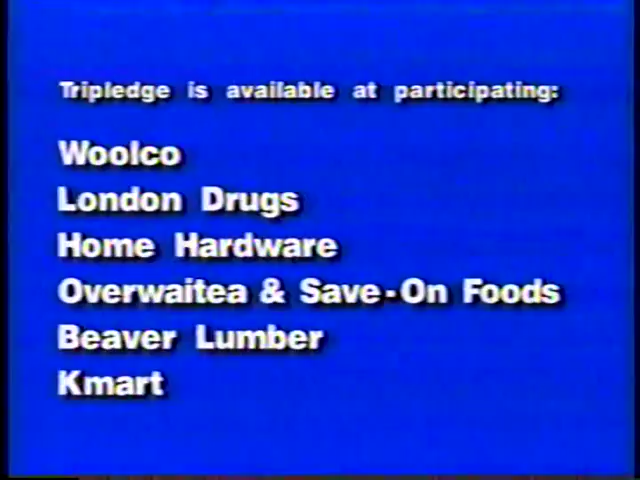 Tripledge is available at participating:
Woolco
London Drugs
Home Hardware
Overwaitea & Save-On Foods
Beaver Lumber
Kmart